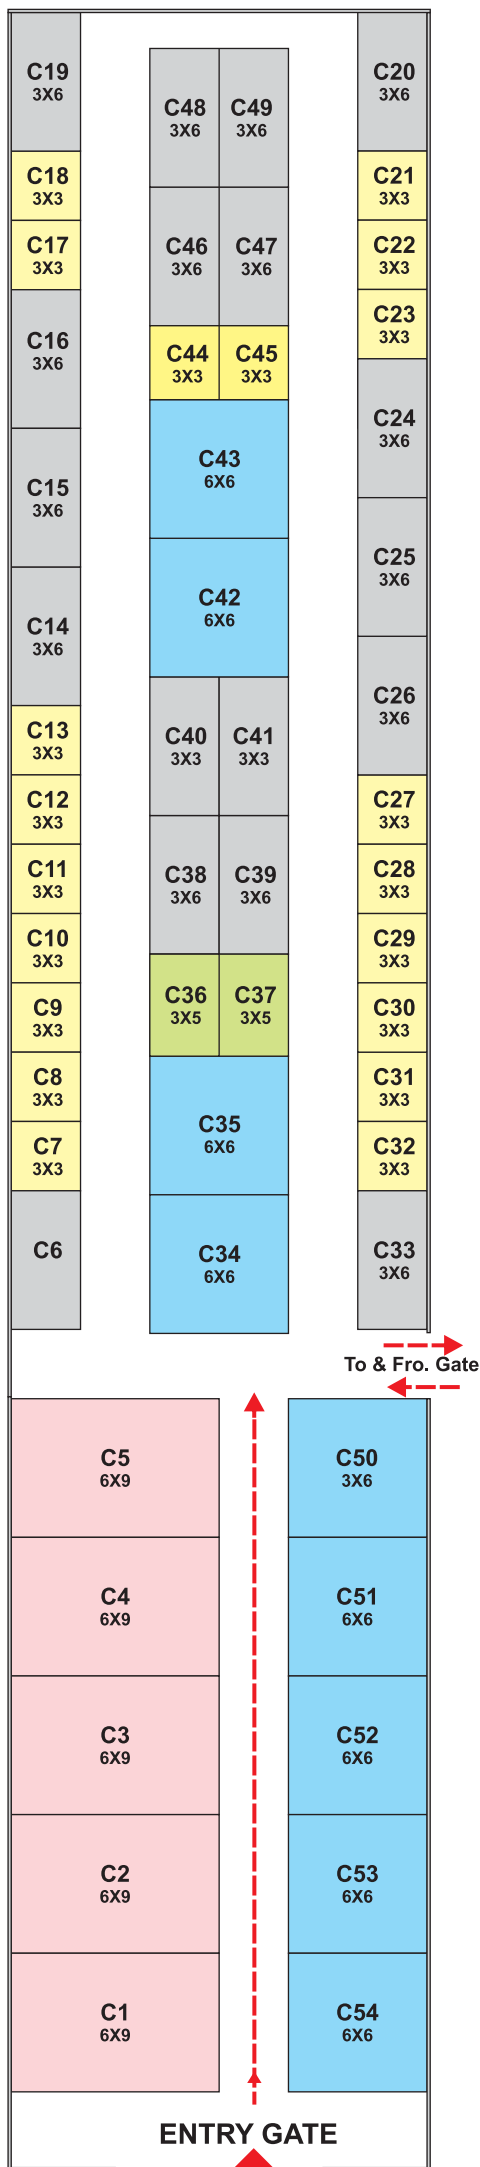 C19
3X6
C18
3X3
C17
3X3
C16
3X6
C15
3X6
C14
3X6
C13
3X3
C12
3X3
C11
3X3
C10
3X3
C9
3X3
C8
3X3
C7
3X3
C6
C48
3X6
C49
3X6
C46
3X6
C47
3X6
C44
3X3
C45
3X3
C43
6X6
C42
6X6
C40
3X3
C41
3X3
C38
3X6
C39
3X6
C36
3X5
C37
3X5
C35
6X6
C34
6X6
C20
3X6
C21
3X3
C22
3X3
C23
3X3
C24
3X6
C25
3X6
C26
3X6
C27
3X3
C28
3X3
C29
3X3
C30
3X3
C31
3X3
C32
3X3
C33
3X6
To & Fro. Gate
C5
6X9
C4
6X9
C3
6X9
C2
6X9
C1
6X9
C50
3X6
C51
6X6
C52
6X6
C53
6X6
C54
6X6
ENTRY GATE